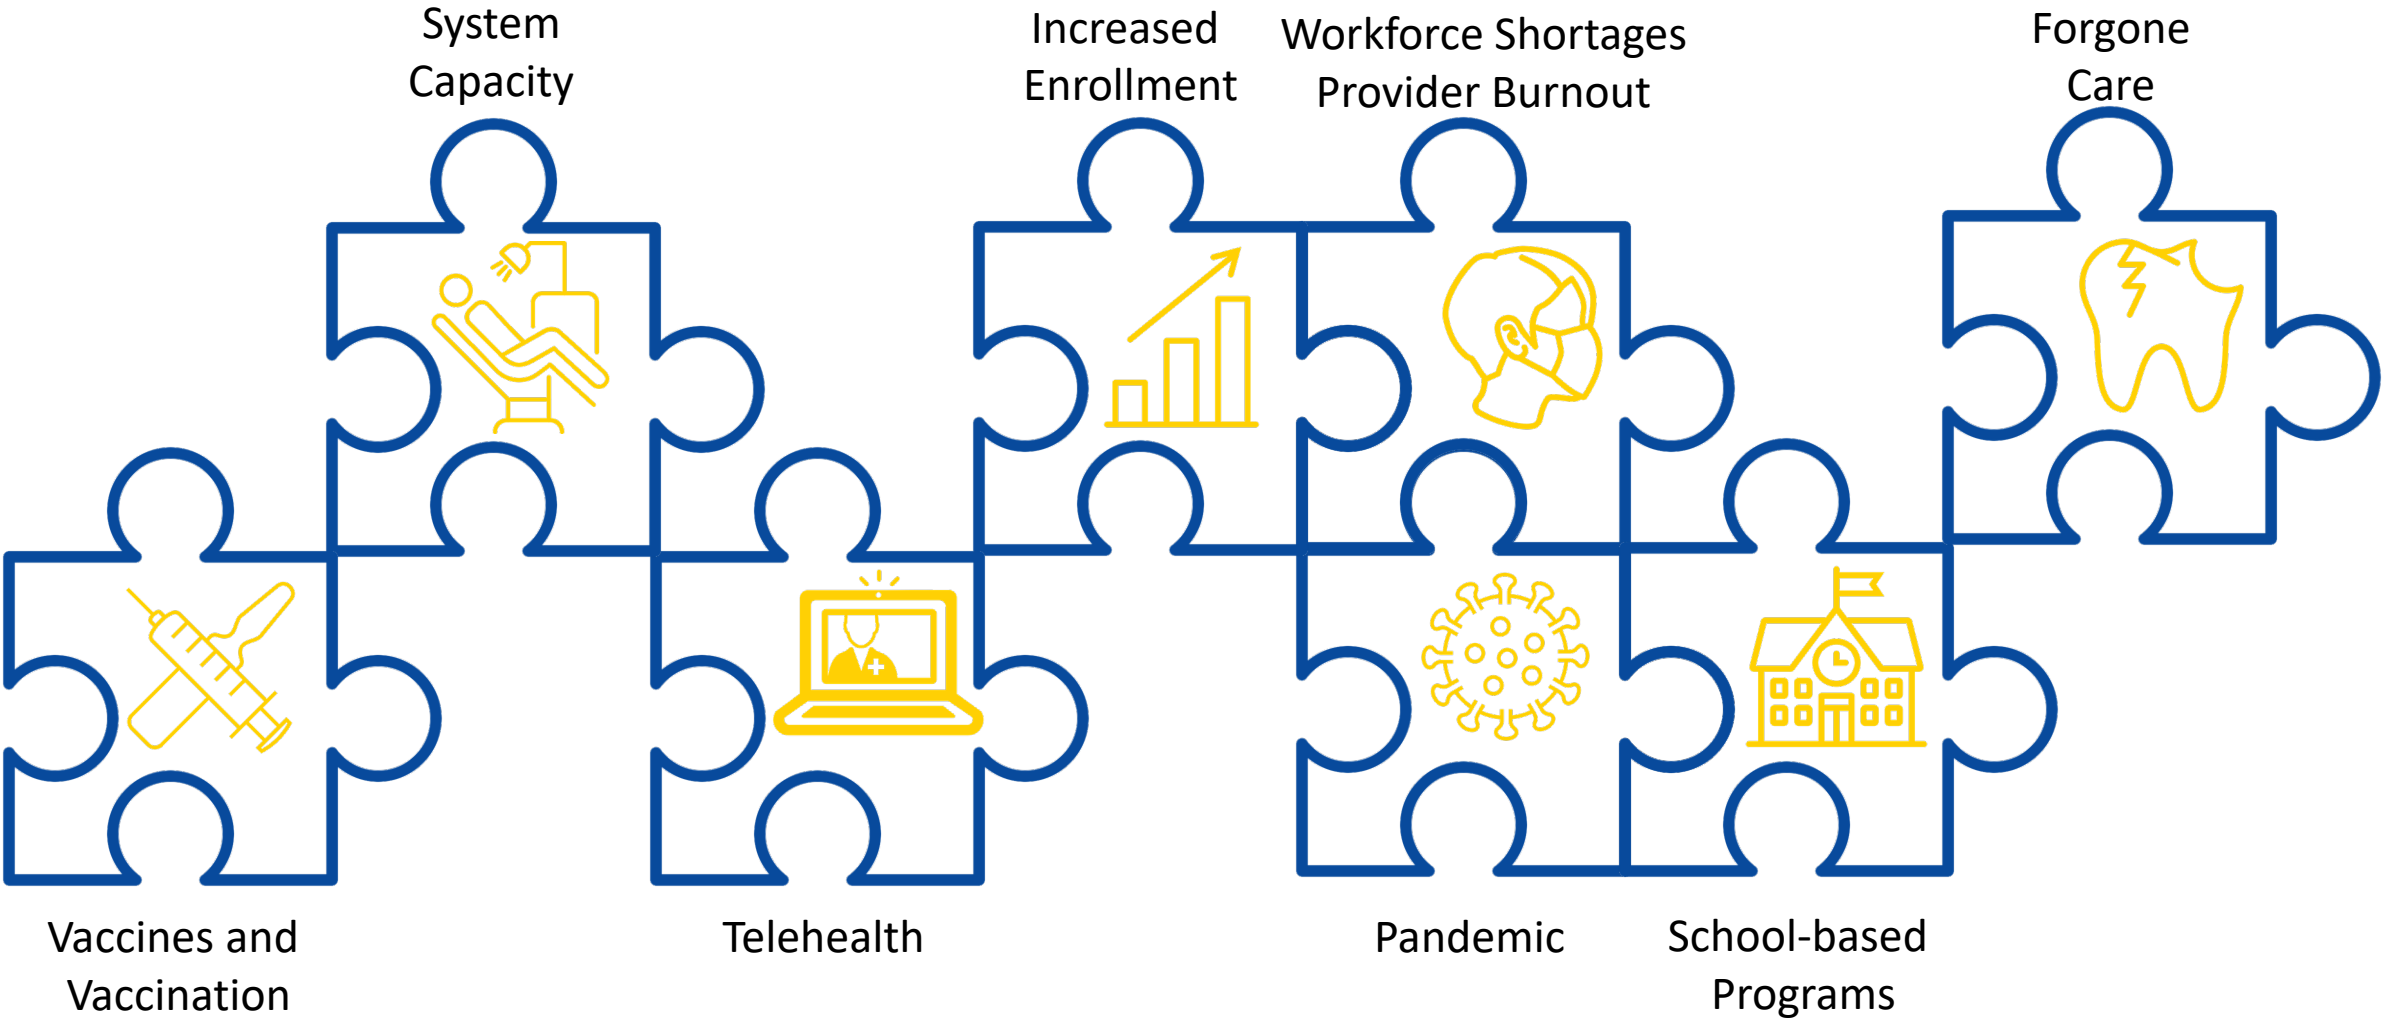 System
Capacity
Increased
Enrollment
Workforce Shortages
Provider Burnout
Forgone
Care
Vaccines and
Vaccination
Telehealth
Pandemic
School-based
Programs